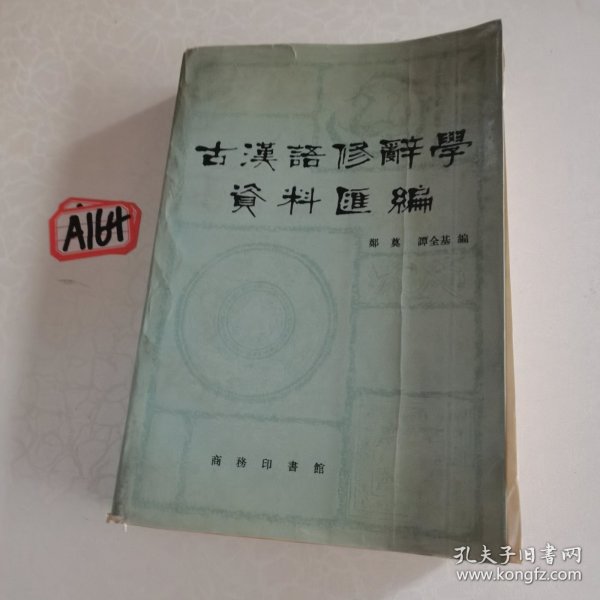 古漢語修辭學
資料匯編
鄭奠 譚全基 編
商務印書館
A164
孔夫子旧书网
www.kongfz.com